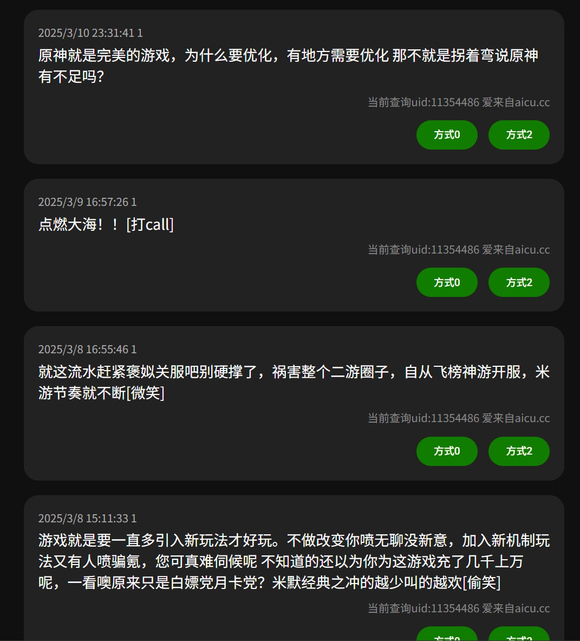 2025/3/10 23:31:41 1
原神就是完美的游戏，为什么要优化，有地方需要优化 那不就是拐着弯说原神
有不足吗？
当前查询uid:11354486 爱来自aicu.cc
方式0 方式2
2025/3/9 16:57:26 1
点燃大海！！[打call]
当前查询uid:11354486 爱来自aicu.cc
方式0 方式2
2025/3/8 16:55:46 1
就这流水赶紧褒姒关服吧别硬撑了，祸害整个二游圈子，自从飞榜神游开服，米
游节奏就不断[微笑]
当前查询uid:11354486 爱来自aicu.cc
方式0 方式2
2025/3/8 15:11:33 1
游戏就是要一直多引入新玩法才好玩。不做改变你喷无聊没新意，加入新机制玩
法又有人喷骗氪，您可真难伺候呢 不知道的还以为你为这游戏充了几千上万
呢，一看噢原来只是白嫖党月卡党？米默经典之冲的越少叫的越欢[偷笑]
当前查询uid:11354486 爱来自aicu.cc
方式0 方式2